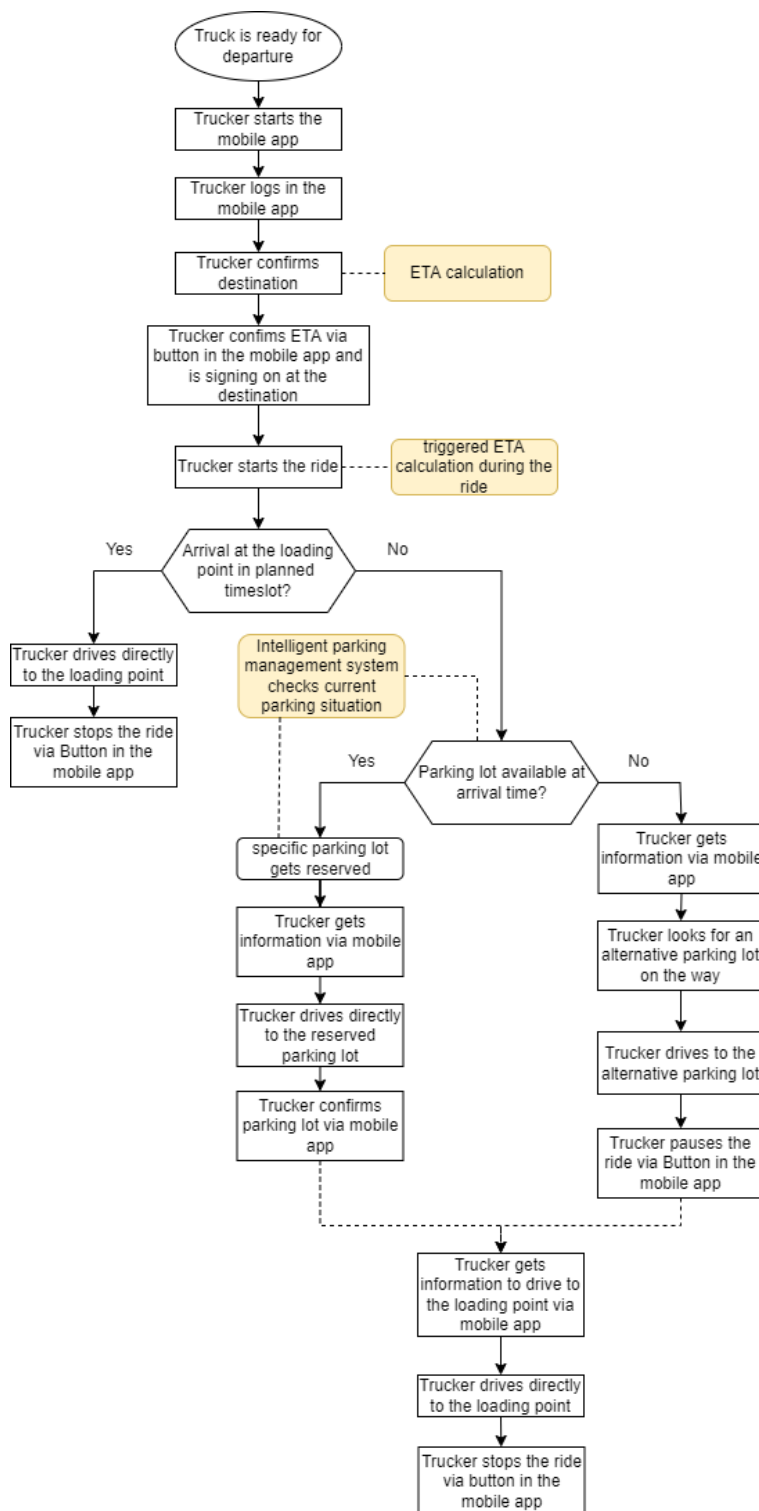 Truck is ready for
departure
Trucker starts the
mobile app
Trucker logs in the
mobile app
Trucker confirms
destination
ETA calculation
Trucker confims ETA via
button in the mobile app and
is signing on at the
destination
Trucker starts the ride
triggered ETA
calculation during the
ride
Yes
Arrival at the loading
point in planned
timeslot?
No
Trucker drives directly
to the loading point
Trucker stops the ride
via Button in the
mobile app
Intelligent parking
management system
checks current
parking situation
Yes
Parking lot available at
arrival time?
No
specific parking lot
gets reserved
Trucker gets
information via mobile
app
Trucker drives directly
to the reserved
parking lot
Trucker confirms
parking lot via mobile
app
Trucker gets
information via mobile
app
Trucker looks for an
alternative parking lot
on the way
Trucker drives to the
alternative parking lot
Trucker pauses the
ride via Button in the
mobile app
Trucker gets
information to drive to
the loading point via
mobile app
Trucker drives directly
to the loading point
Trucker stops the ride
via button in the
mobile app